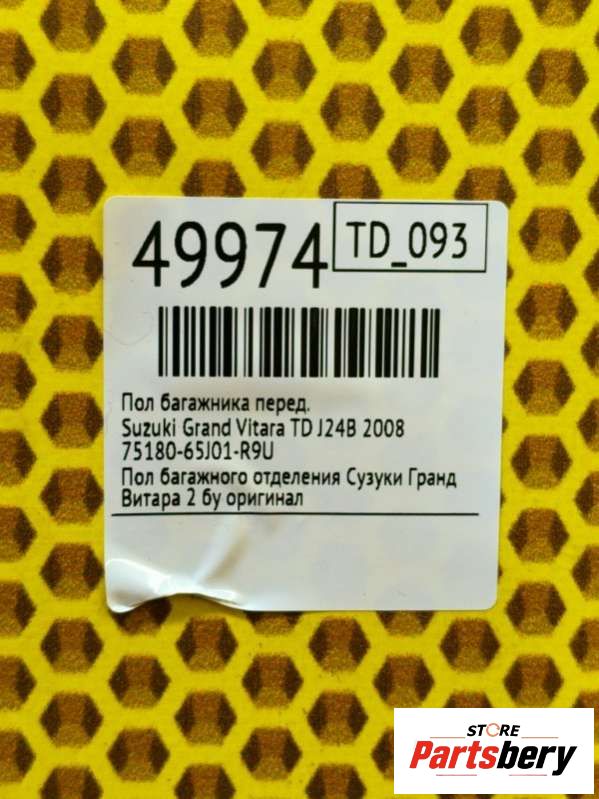 49974
TD_093
Пол багажника перед.
Suzuki Grand Vitara TD J24B 2008
75180-65J01-R9U
Пол багажного отделения Сузуки Гранд
Витара 2 бу оригинал
STORE
Partsbery